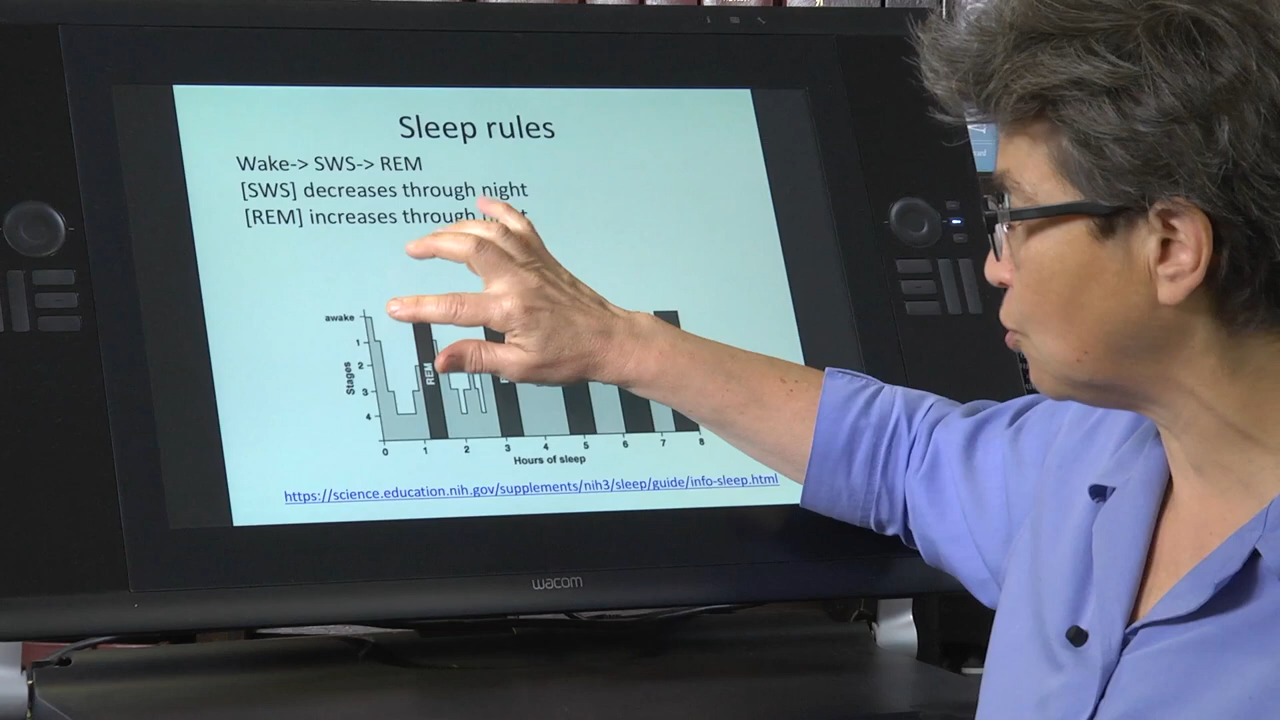 Sleep rules
Wake-> SWS-> REM
[SWS] decreases through night
[REM] increases through
awake
1
2
3
4
Stages
REM
0 1 2 3 4 5 6 7 8
Hours of sleep
https://science.education.nih.gov/supplements/nih3/sleep/guide/info-sleep.html
wacom